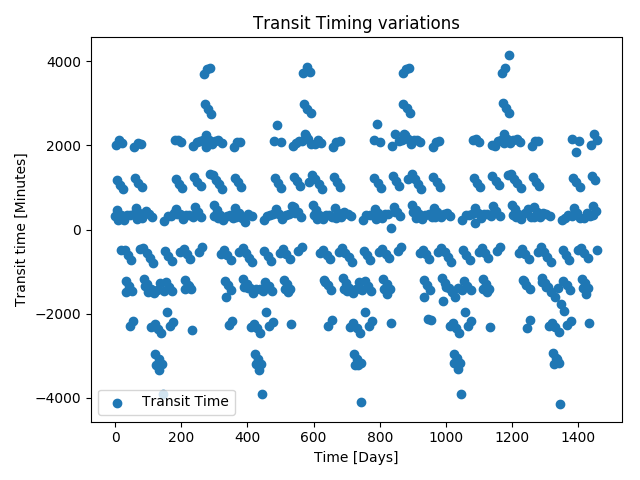 Transit Timing variations
Transit time [Minutes]
4000
2000
0
−2000
−4000
Transit Time
0 200 400 600 800 1000 1200 1400
Time [Days]